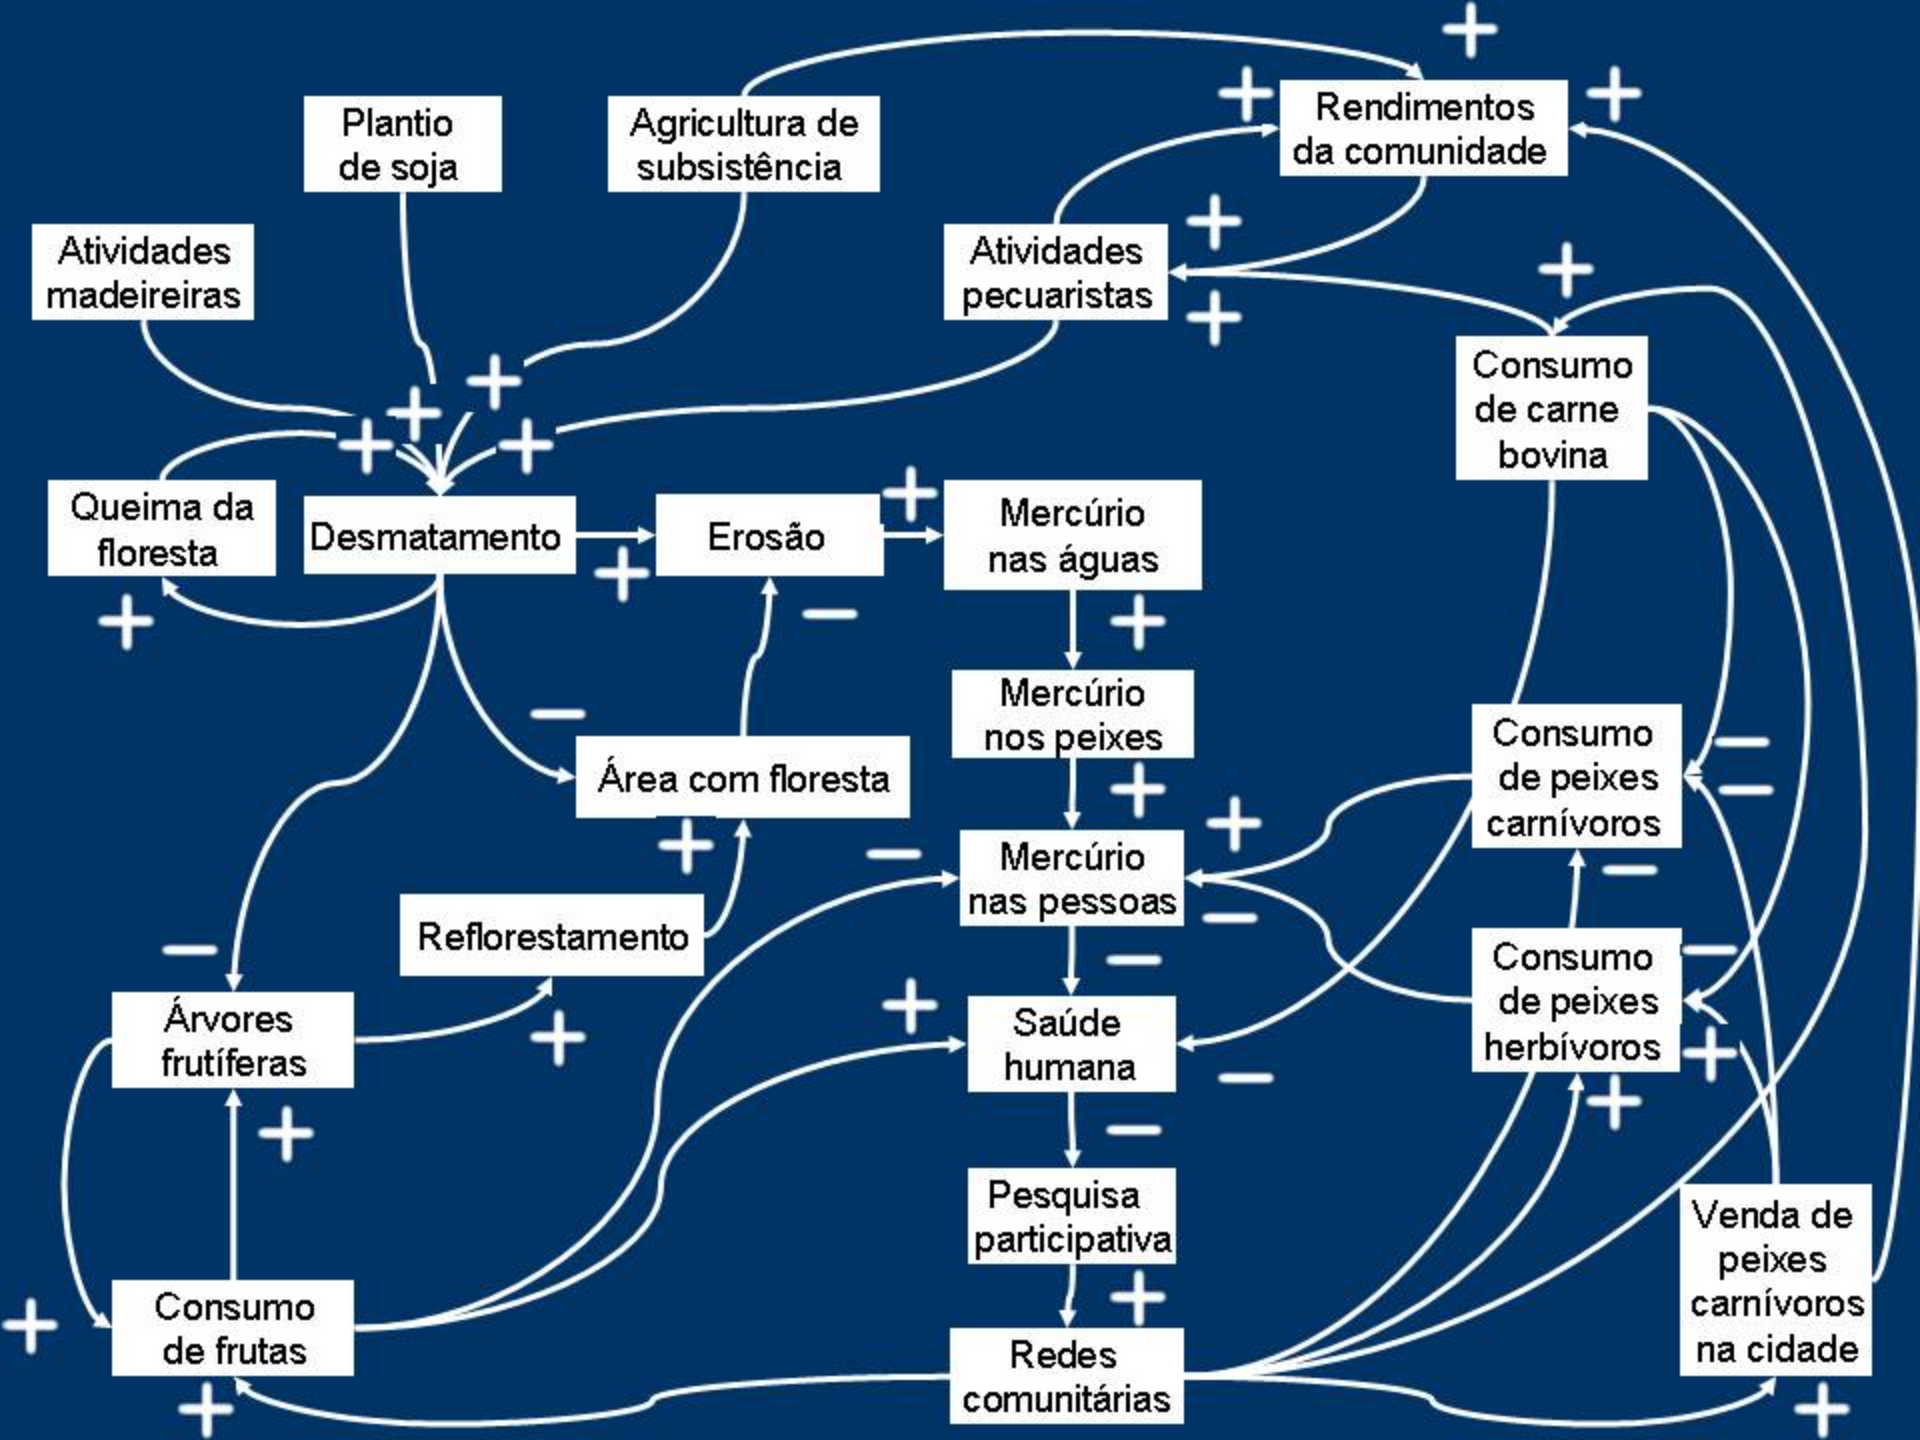 Plantio
de soja
Agricultura de
subsistência
Rendimentos
da comunidade
Atividades
madeireiras
Atividades
pecuaristas
Consumo
de carne
bovina
Queima da
floresta
Desmatamento
Erosão
Mercúrio
nas águas
Mercúrio
nos peixes
Consumo
de peixes
carnívoros
Área com floresta
Mercúrio
nas pessoas
Reflorestamento
Consumo
de peixes
herbívoros
Árvores
frutíferas
Saúde
humana
Pesquisa
participativa
Venda de
peixes
carnívoros
na cidade
Consumo
de frutas
Redes
comunitárias